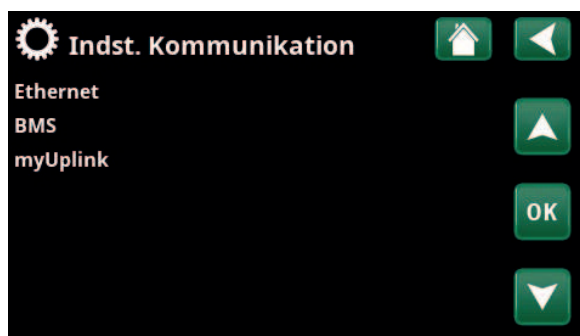 Indst. Kommunikation
Ethernet
BMS
myUplink
OK